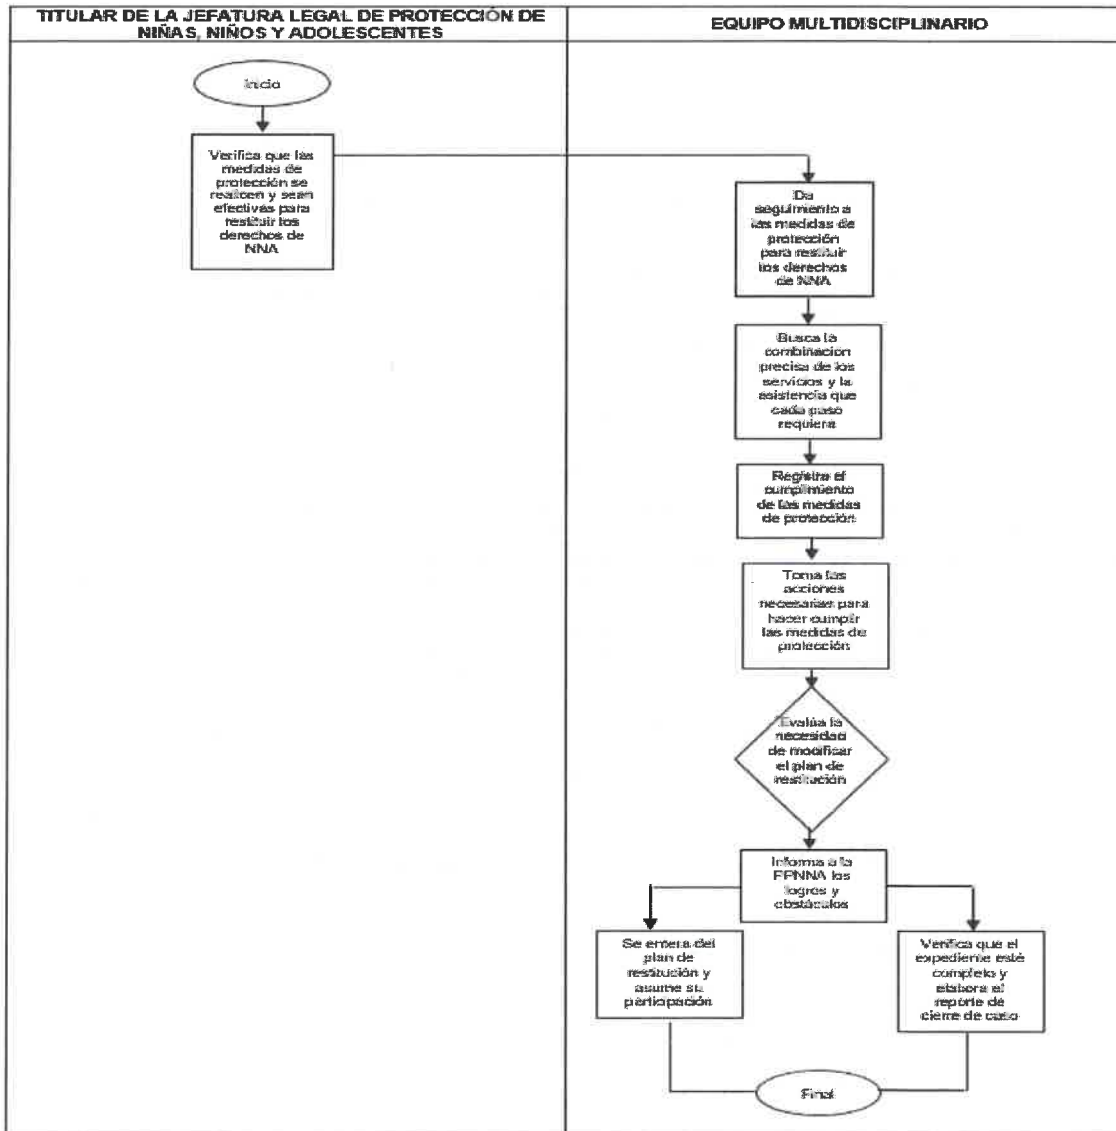 TITULAR DE LA JEFATURA LEGAL DE PROTECCIÓN DE
NIÑAS, NIÑOS Y ADOLESCENTES
EQUIPO MULTIDISCIPLINARIO
Inicio
Verifica que las
medidas de
protección se
realicen y sean
efectivas para
restituir los
derechos de
NNA
Da
seguimiento a
las medidas de
protección
para restituir
los derechos
de NNA
Busca la
combinación
precisa de los
servicios y la
asistencia que
cada paso
requiera
Registra el
cumplimiento
de las medidas
de protección
Toma las
acciones
necesarias para
hacer cumplir
las medidas de
protección
Evalúa la
necesidad
de modificar
el plan de
restitución
Informa a la
los
logros y
obstáculos
Se entera del
plan de
restitución y
asume su
participación
Verifica que el
expediente esté
completo y
elabora el
reporte de
cierre de caso
Final